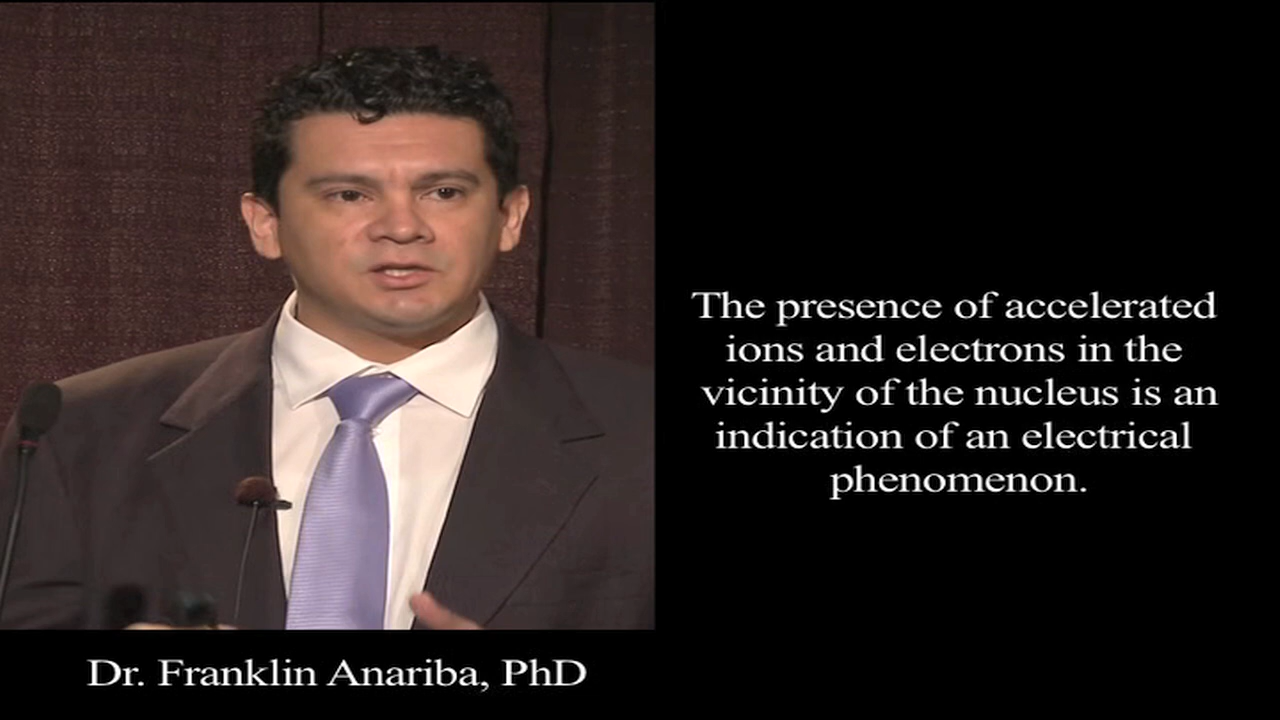 The presence of accelerated
ions and electrons in the
vicinity of the nucleus is an
indication of an electrical
phenomenon.
Dr. Franklin Anariba, PhD